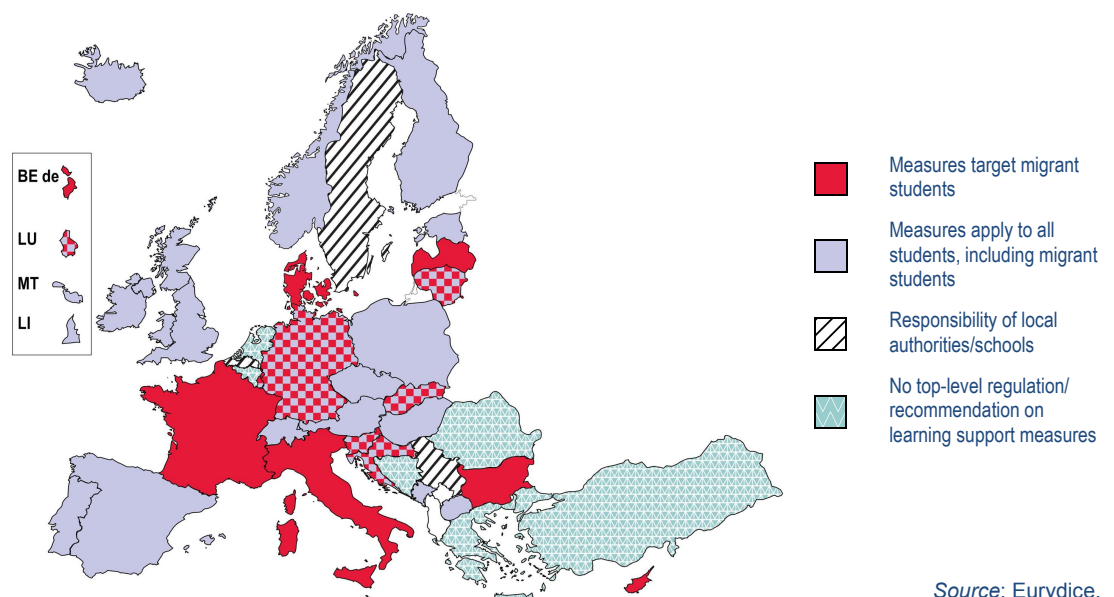 BE de
LU
MT
LI
Measures target migrant
students
Measures apply to all
students, including migrant
students
Responsibility of local
authorities/schools
No top-level regulation/
recommendation on
learning support measures
Source: Eurydice.